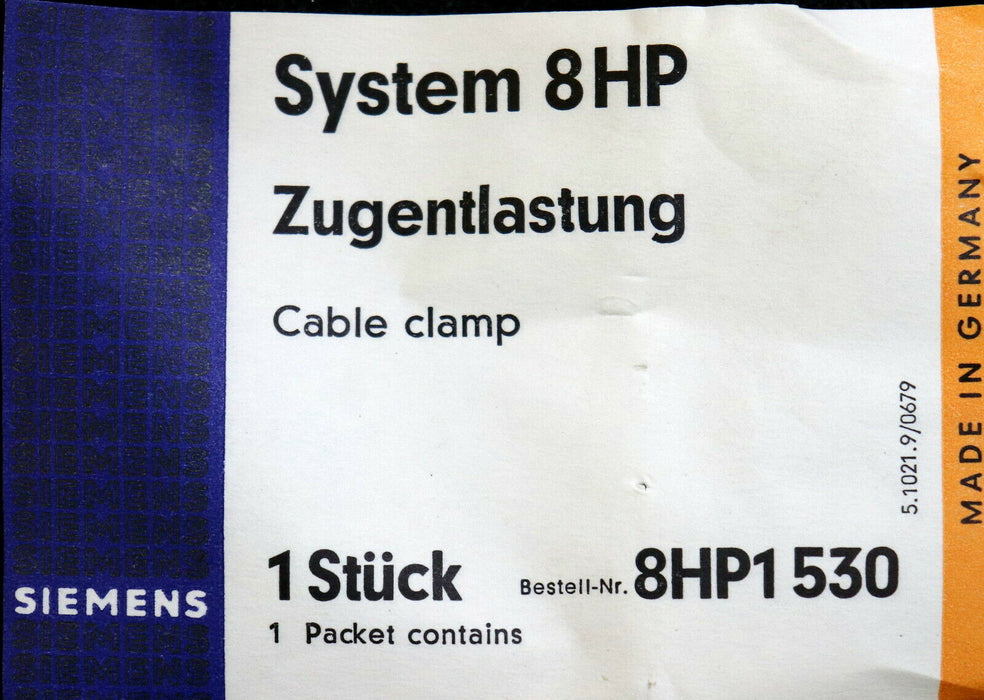 System 8HP
Zugentlastung
Cable clamp
5.1021.9/0679
MADE IN GERMANY
1 Stück Bestell-Nr. 8HP1 530
1 Packet contains
SIEMENS